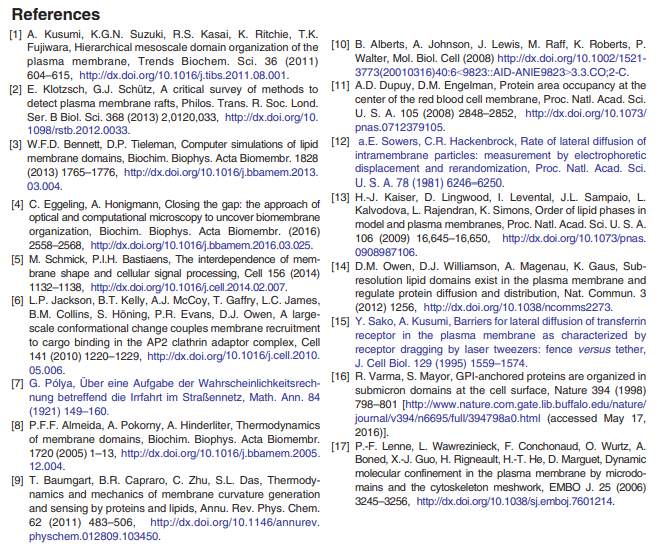 References
[1] A. Kusumi, K.G.N. Suzuki, R.S. Kasai, K. Ritchie, T.K.
Fujiwara, Hierarchical mesoscale domain organization of the
plasma membrane, Trends Biochem. Sci. 36 (2011)
604–615, http://dx.doi.org/10.1016/j.tibs.2011.08.001.
[2] E. Klotzsch, G.J. Schütz, A critical survey of methods to
detect plasma membrane rafts, Philos. Trans. R. Soc. Lond.
Ser. B Biol. Sci. 368 (2013) 2,0120,033, http://dx.doi.org/10.
1098/rstb.2012.0033.
[3] W.F.D. Bennett, D.P. Tieleman, Computer simulations of lipid
membrane domains, Biochim. Biophys. Acta Biomembr. 1828
(2013) 1765–1776, http://dx.doi.org/10.1016/j.bbamem.2013.
03.004.
[4] C. Eggeling, A. Honigmann, Closing the gap: the approach of
optical and computational microscopy to uncover biomembrane
organization, Biochim. Biophys. Acta Biomembr. (2016)
2558–2568, http://dx.doi.org/10.1016/j.bbamem.2016.03.025.
[5] M. Schmick, P.I.H. Bastiaens, The interdependence of mem-
brane shape and cellular signal processing, Cell 156 (2014)
1132–1138, http://dx.doi.org/10.1016/j.cell.2014.02.007.
[6] L.P. Jackson, B.T. Kelly, A.J. McCoy, T. Gaffry, L.C. James,
B.M. Collins, S. Höning, P.R. Evans, D.J. Owen, A large-
scale conformational change couples membrane recruitment
to cargo binding in the AP2 clathrin adaptor complex, Cell
141 (2010) 1220–1229, http://dx.doi.org/10.1016/j.cell.2010.
05.006.
[7] G. Pólya, Über eine Aufgabe der Wahrscheinlichkeitsrech-
nung betreffend die Irrfahrt im Straßennetz, Math. Ann. 84
(1921) 149–160.
[8] P.F.F. Almeida, A. Pokorny, A. Hinderliter, Thermodynamics
of membrane domains, Biochim. Biophys. Acta Biomembr.
1720 (2005) 1–13, http://dx.doi.org/10.1016/j.bbamem.2005.
12.004.
[9] T. Baumgart, B.R. Capraro, C. Zhu, S.L. Das, Thermody-
namics and mechanics of membrane curvature generation
and sensing by proteins and lipids, Annu. Rev. Phys. Chem.
62 (2011) 483–506, http://dx.doi.org/10.1146/annurev.
physchem.012809.103450.
[10] B. Alberts, A. Johnson, J. Lewis, M. Raff, K. Roberts, P.
Walter, Mol. Biol. Cell (2008) http://dx.doi.org/10.1002/1521-
3773(20010316)40:6<9823::AID-ANIE9823>3.3.CO;2-C.
[11] A.D. Dupuy, D.M. Engelman, Protein area occupancy at the
center of the red blood cell membrane, Proc. Natl. Acad. Sci.
U. S. A. 105 (2008) 2848–2852, http://dx.doi.org/10.1073/
pnas.0712379105.
[12] a.E. Sowers, C.R. Hackenbrock, Rate of lateral diffusion of
intramembrane particles: measurement by electrophoretic
displacement and rerandomization, Proc. Natl. Acad. Sci.
U. S. A. 78 (1981) 6246–6250.
[13] H.-J. Kaiser, D. Lingwood, I. Levental, J.L. Sampaio, L.
Kalvodova, L. Rajendran, K. Simons, Order of lipid phases in
model and plasma membranes, Proc. Natl. Acad. Sci. U. S. A.
106 (2009) 16,645–16,650, http://dx.doi.org/10.1073/pnas.
0908987106.
[14] D.M. Owen, D.J. Williamson, A. Magenau, K. Gaus, Sub-
resolution lipid domains exist in the plasma membrane and
regulate protein diffusion and distribution, Nat. Commun. 3
(2012) 1256, http://dx.doi.org/10.1038/ncomms2273.
[15] Y. Sako, A. Kusumi, Barriers for lateral diffusion of transferrin
receptor in the plasma membrane as characterized by
receptor dragging by laser tweezers: fence versus tether,
J. Cell Biol. 129 (1995) 1559–1574.
[16] R. Varma, S. Mayor, GPI-anchored proteins are organized in
submicron domains at the cell surface, Nature 394 (1998)
798–801 [http://www.nature.com.gate.lib.buffalo.edu/nature/
journal/v394/n6695/full/394798a0.html (accessed May 17,
2016)].
[17] P.-F. Lenne, L. Wawrezinieck, F. Conchonaud, O. Wurtz, A.
Boned, X.-J. Guo, H. Rigneault, H.-T. He, D. Marguet, Dynamic
molecular confinement in the plasma membrane by microdo-
mains and the cytoskeleton meshwork, EMBO J. 25 (2006)
3245–3256, http://dx.doi.org/10.1038/sj.emboj.7601214.